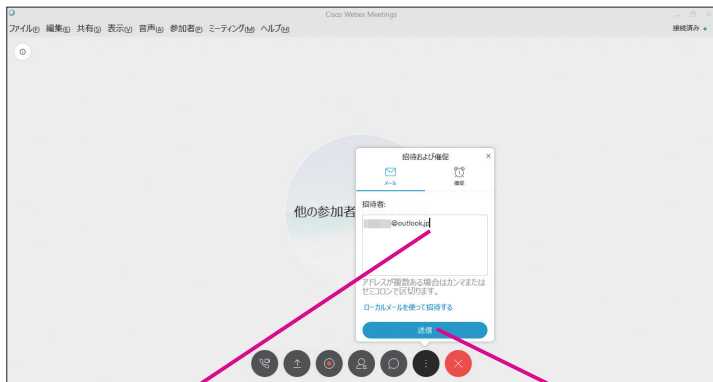 Cisco Webex Meetings
ファイル(F) 編集(E) 共有(S) 表示(V) 音声(A) 参加者(P) ミーティング(M) ヘルプ(H)
接続済み
招待および催促 ×
メール 催促
招待者:
@outlook.jp
他の参加者
アドレスが複数ある場合はカンマまたは
セミコロンで区切ります。
ローカルメールを使って招待する
送信